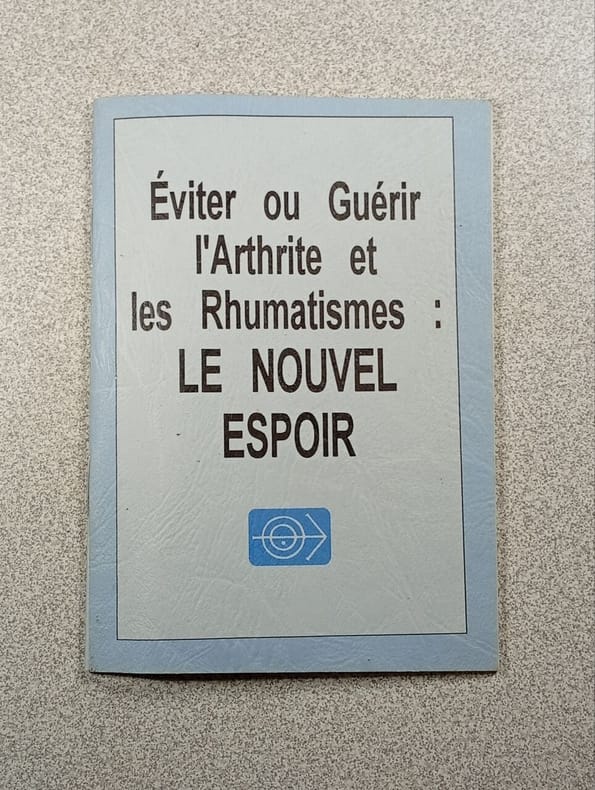 Éviter ou Guérir
l'Arthrite et
les Rhumatismes :
LE NOUVEL
ESPOIR